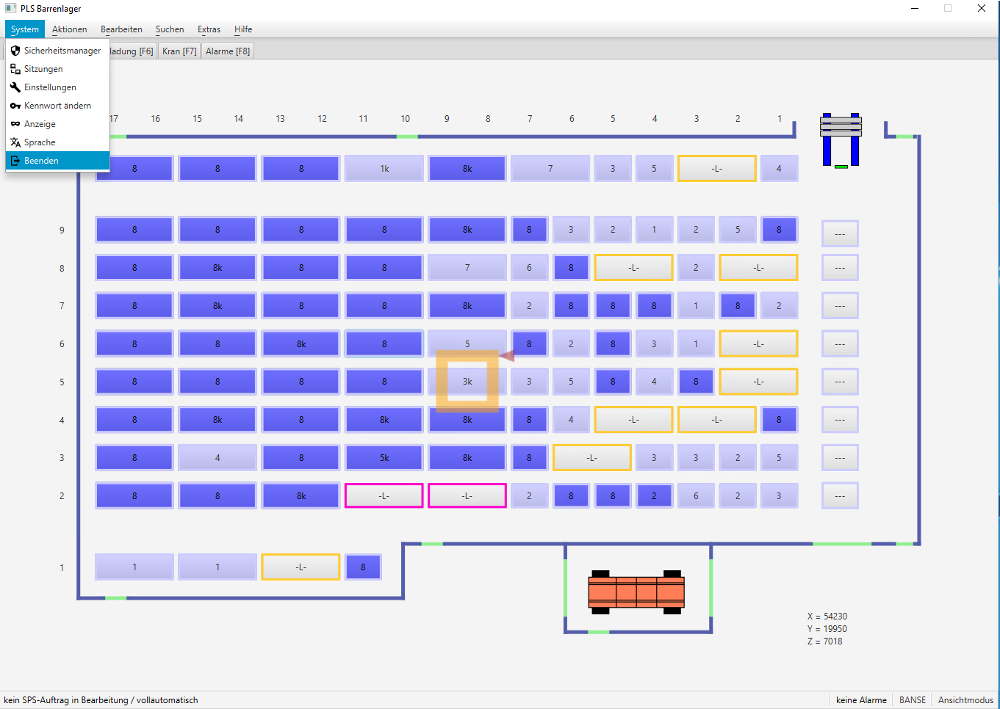 PLS Barrenlager
System Aktionen Bearbeiten Suchen Extras Hilfe
ladung [F6] Kran [F7] Alarme [F8]
Sicherheitsmanager
Sitzungen
Einstellungen
Kennwort ändern
Anzeige
Sprache
Beenden
17 16 15 14 13 12 11 10 9 8 7 6 5 4 3 2 1
8 8 8 1k 8k 7 3 5 -L- 4
9 8 8 8 8 8k 8 3 2 1 2 5 8 ---
8 8 8k 8 8 7 6 8 -L- 2 -L- ---
7 8 8k 8 8 8k 2 8 8 8 1 8 2 ---
6 8 8 8k 8 5 8 2 8 3 1 -L- ---
5 8 8 8 8 3k 3 5 8 4 8 -L- ---
4 8 8k 8 8k 8k 8 4 -L- -L- 8 ---
3 8 4 8 5k 8k 8 -L- 3 3 2 5 ---
2 8 8 8k -L- -L- 2 8 8 2 6 2 3 ---
1 1 1 -L- 8
X = 54230
Y = 19950
Z = 7018
kein SPS-Auftrag in Bearbeitung / vollautomatisch keine Alarme BANSE Ansichtmodus